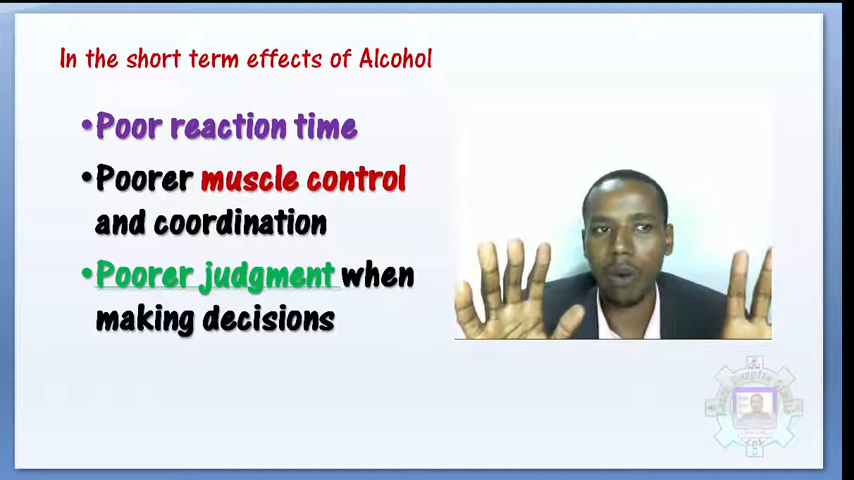 In the short term effects of Alcohol
•Poor reaction time
•Poorer muscle control
and coordination
•Poorer judgment when
making decisions